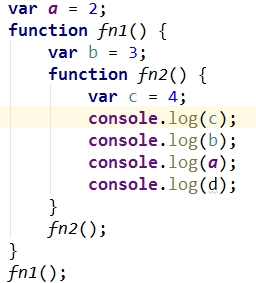 var a = 2;
function fn1() {
    var b = 3;
    function fn2() {
        var c = 4;
        console.log(c);
        console.log(b);
        console.log(a);
        console.log(d);
    }
    fn2();
}
fn1();